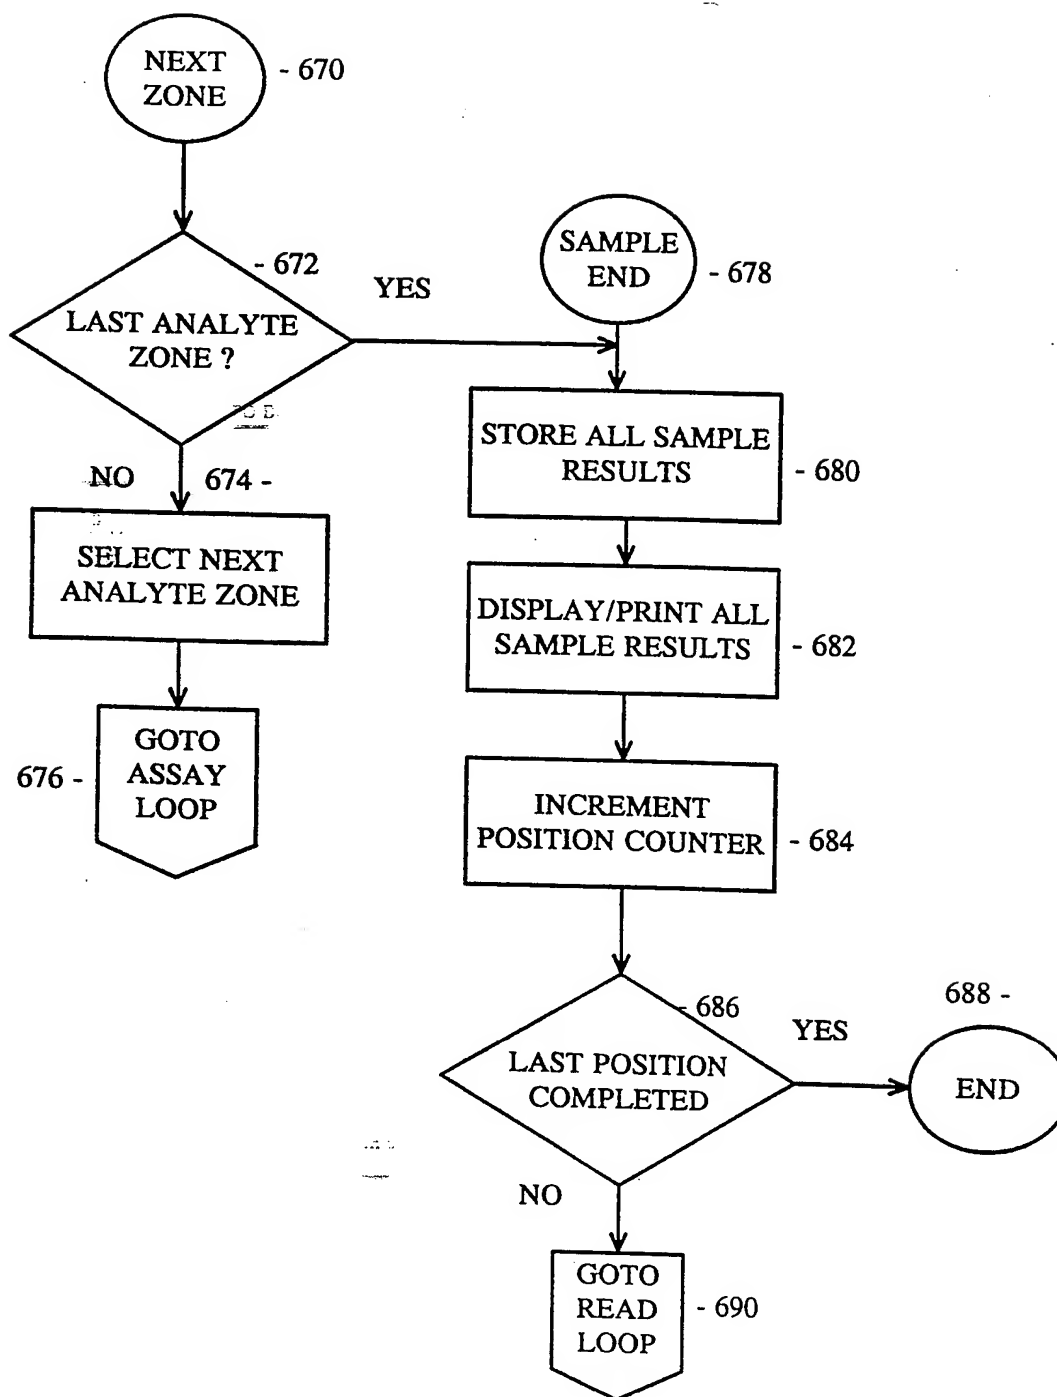 NEXT
ZONE
- 670
- 672
LAST ANALYTE
ZONE ?
YES
NO
674 -
SELECT NEXT
ANALYTE ZONE
GOTO
ASSAY
LOOP
676 -
SAMPLE
END
- 678
STORE ALL SAMPLE
RESULTS
- 680
DISPLAY/PRINT ALL
SAMPLE RESULTS
- 682
INCREMENT
POSITION COUNTER
- 684
- 686
LAST POSITION
COMPLETED
YES
688 -
END
NO
GOTO
READ
LOOP
- 690